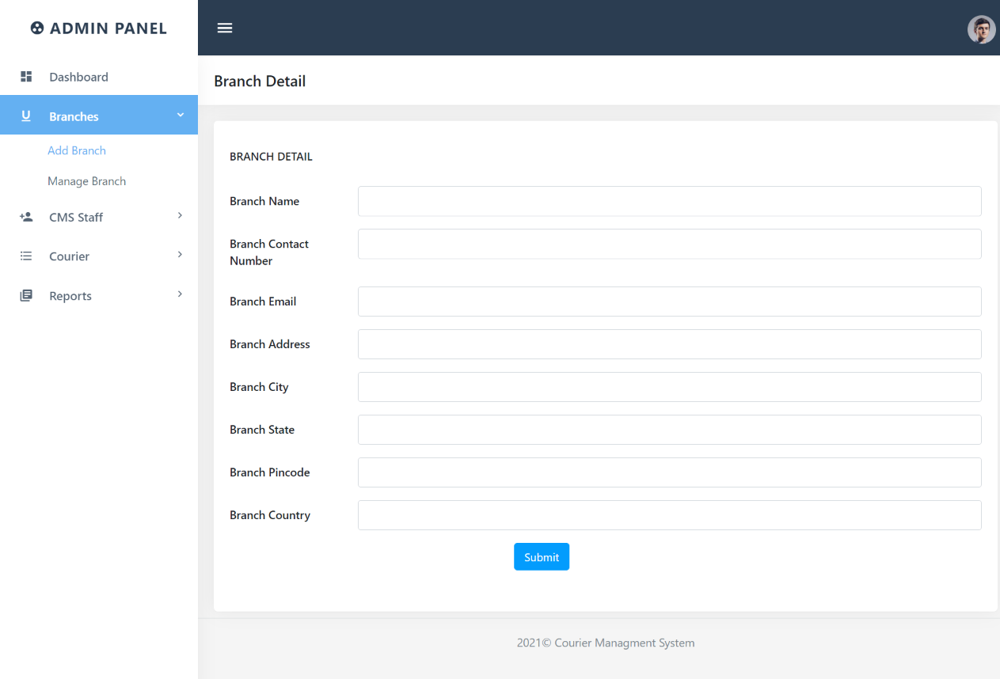 ADMIN PANEL
Dashboard
Branches
Add Branch
Manage Branch
CMS Staff
Courier
Reports
Branch Detail
BRANCH DETAIL
Branch Name
Branch Contact
Number
Branch Email
Branch Address
Branch City
Branch State
Branch Pincode
Branch Country
Submit
2021© Courier Managment System